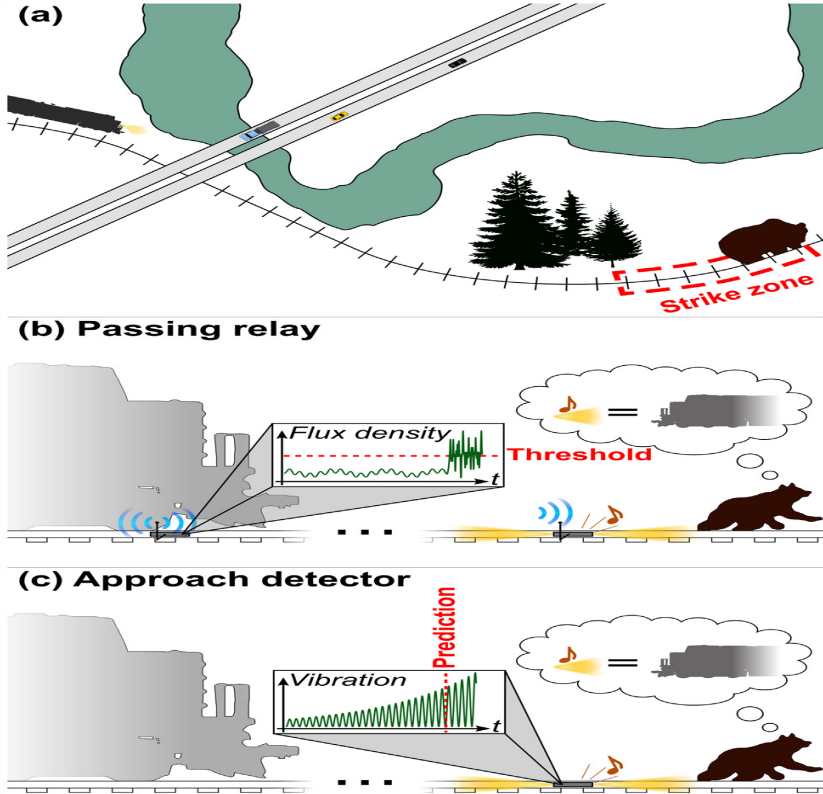 (a)
Strike zone
(b) Passing relay
Flux density
Threshold
t
(c) Approach detector
Prediction
Vibration
t